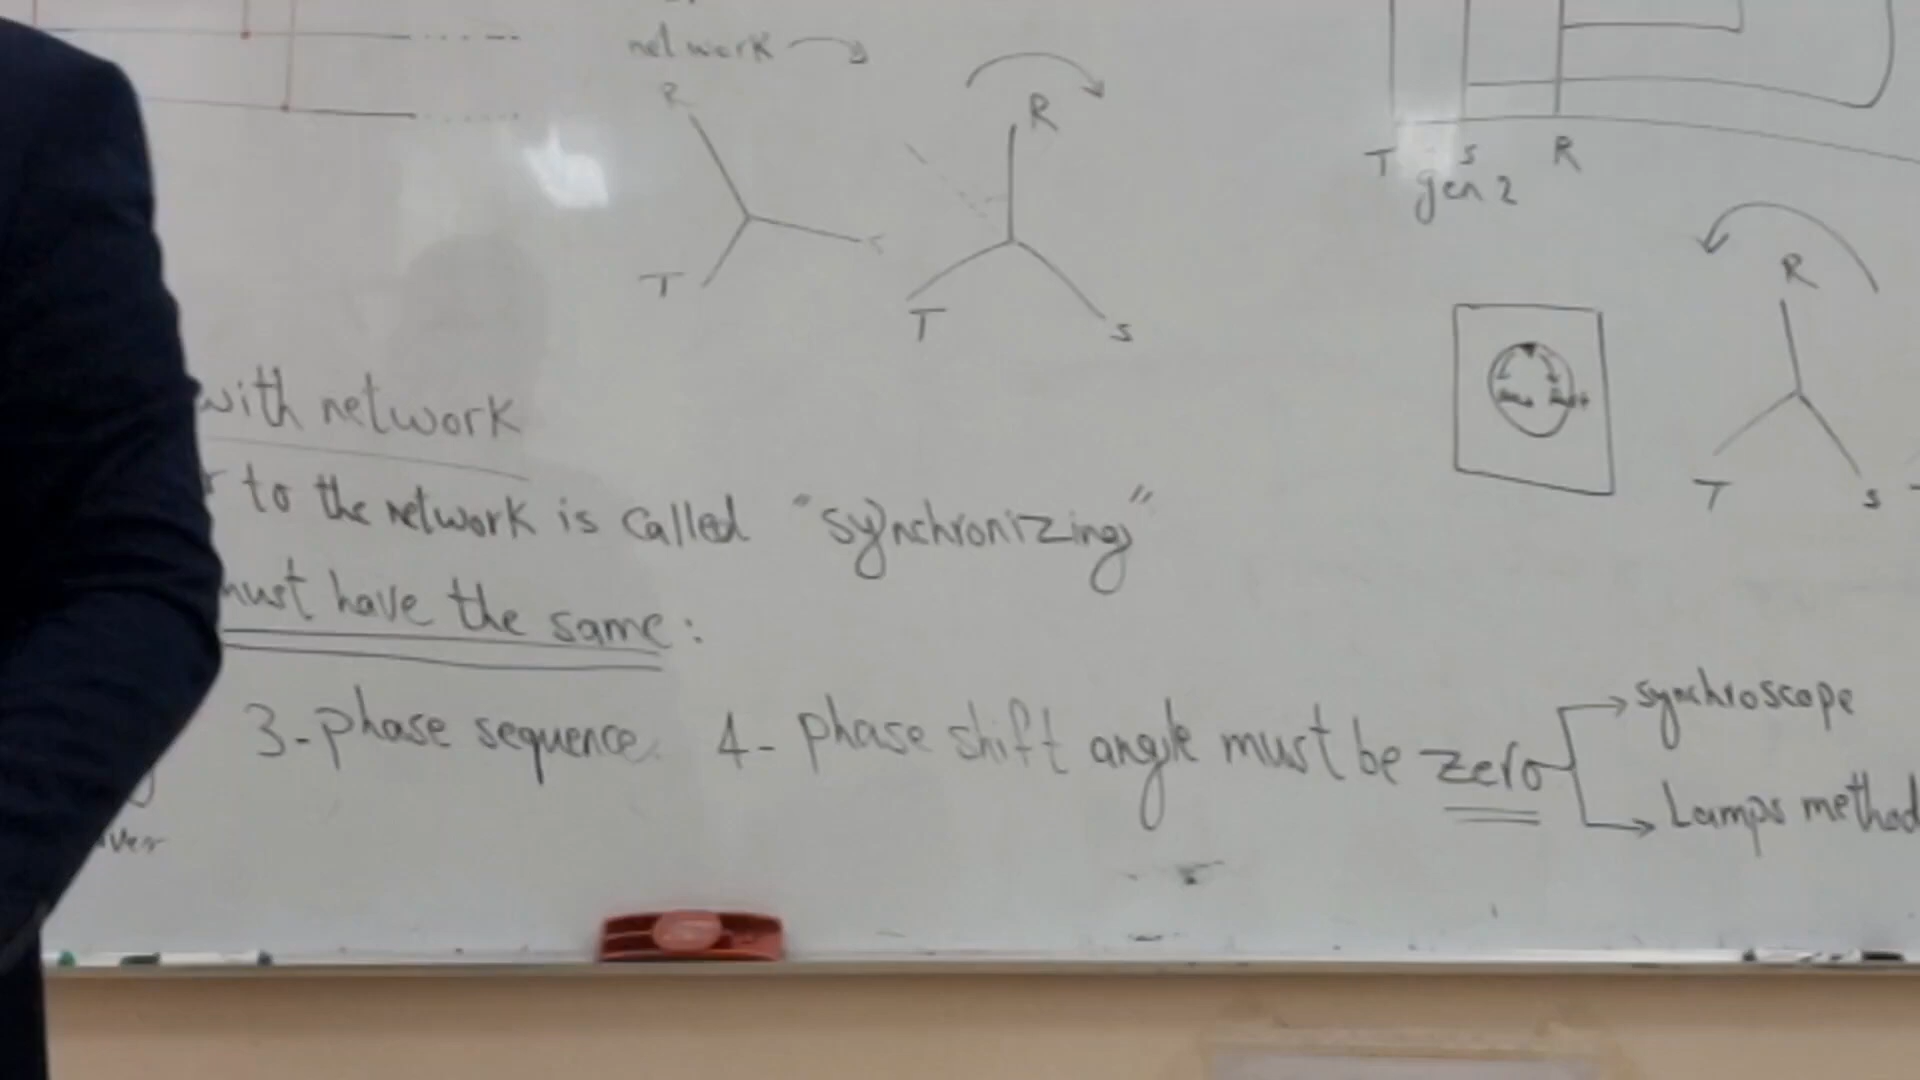 network
R
R
T
T
S
T S R
gen 2
R
T
S
with network
to the network is called "synchronizing"
must have the same:
3-phase sequence 4- phase shift angle must be zero
synchroscope
Lamps method